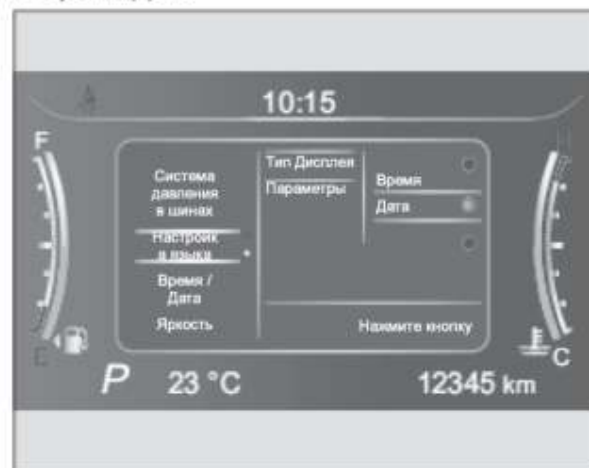 10:15
F
Система
давления
в шинах
Настроик
а языка
Время /
Дата
Яркость
Тип Дисплея
Параметры
Время
Дата
Нажмите кнопку
E
C
P 23 °C 12345 km